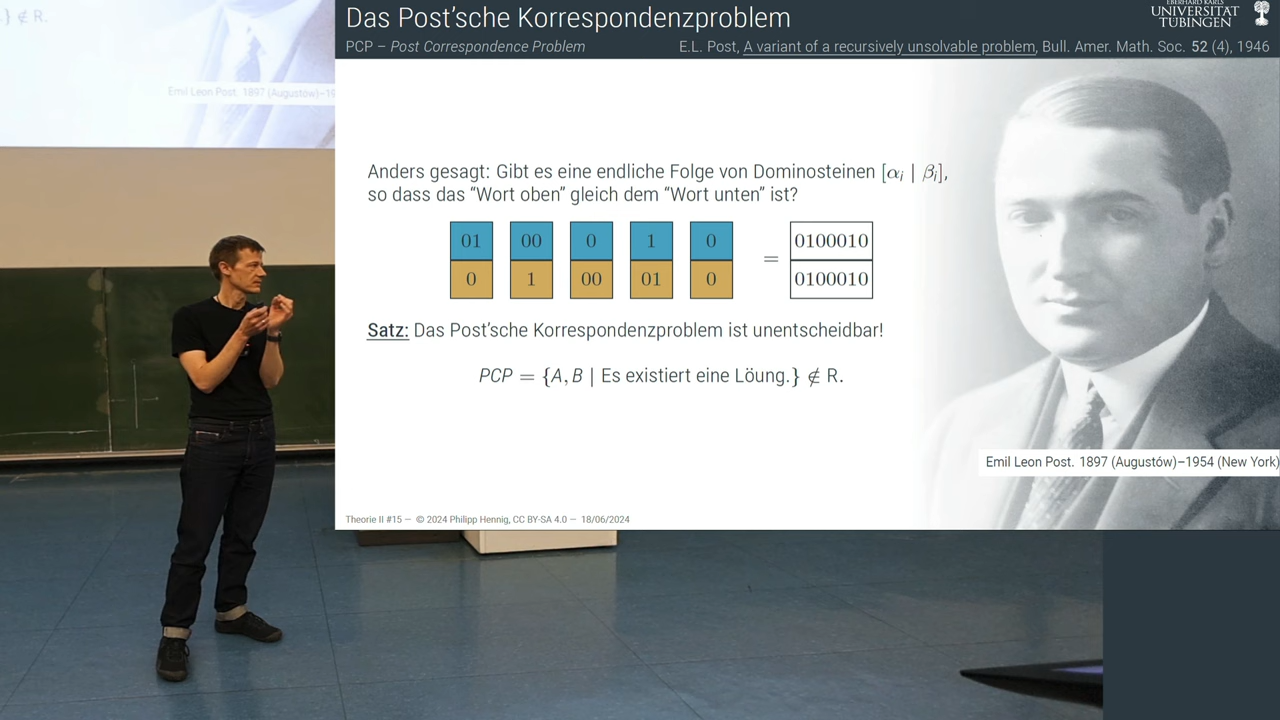 .} ∉ R.
Emil Leon Post. 1897 (Augustów)–19
Das Post'sche Korrespondenzproblem
PCP – Post Correspondence Problem
E.L. Post, A variant of a recursively unsolvable problem, Bull. Amer. Math. Soc. 52 (4), 1946
EBERHARD KARLS
UNIVERSITÄT
TÜBINGEN
Anders gesagt: Gibt es eine endliche Folge von Dominosteinen [αᵢ | βᵢ],
so dass das “Wort oben” gleich dem “Wort unten” ist?
01 00 0 1 0 0100010
=
0 1 00 01 0 0100010
Satz: Das Post'sche Korrespondenzproblem ist unentscheidbar!
PCP = {A, B | Es existiert eine Löung.} ∉ R.
Emil Leon Post. 1897 (Augustów)–1954 (New York)
Theorie II #15 — © 2024 Philipp Hennig, CC BY-SA 4.0 — 18/06/2024